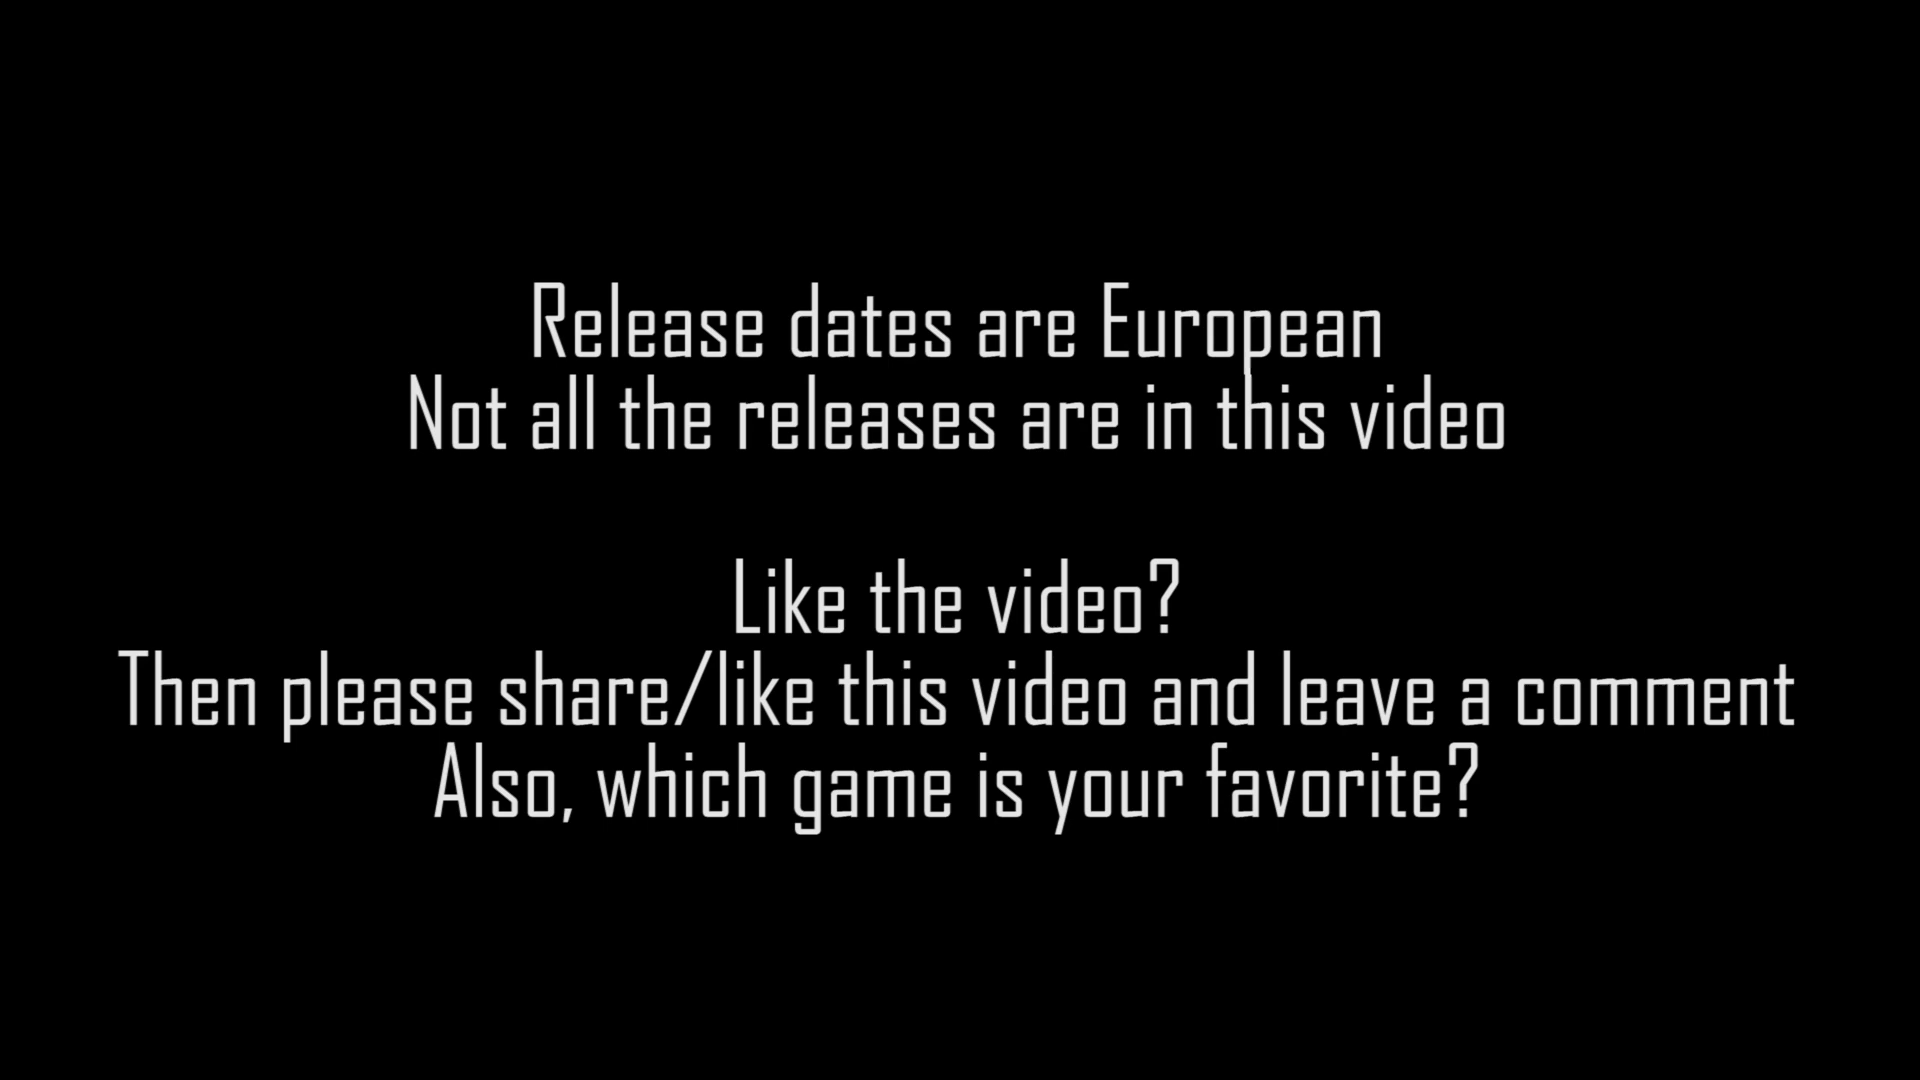 Release dates are European
Not all the releases are in this video
Like the video?
Then please share/like this video and leave a comment
Also, which game is your favorite?